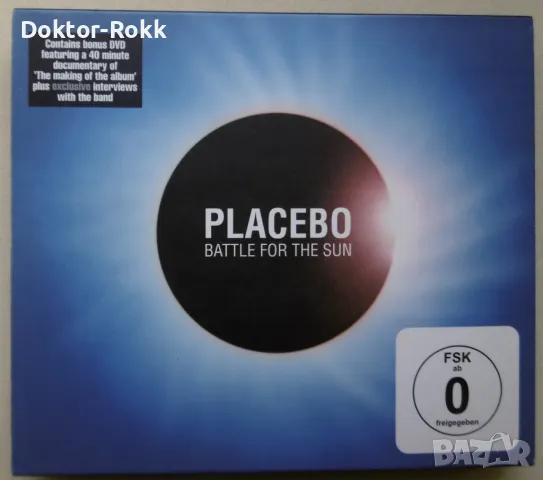 Doktor-Rokk
Contains bonus DVD
featuring a 40 minute
documentary of
'The making of the album'
plus exclusive interviews
with the band
PLACEBO
BATTLE FOR THE SUN
FSK
ab
0
freigegeben
BAZAR